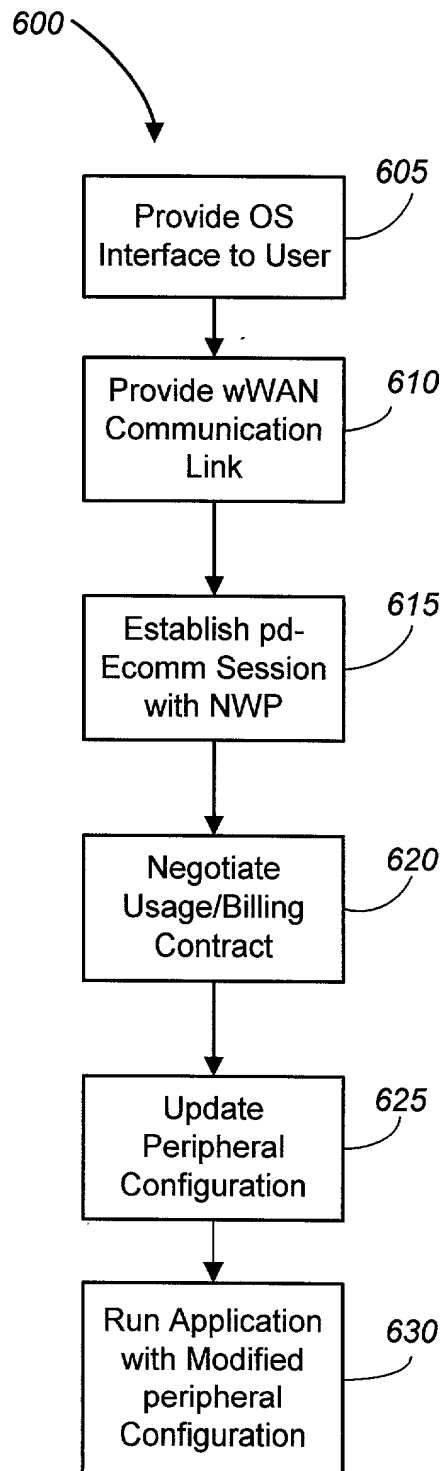 600
605
Provide OS
Interface to User
610
Provide wWAN
Communication
Link
615
Establish pd-
Ecomm Session
with NWP
620
Negotiate
Usage/Billing
Contract
625
Update
Peripheral
Configuration
630
Run Application
with Modified
peripheral
Configuration